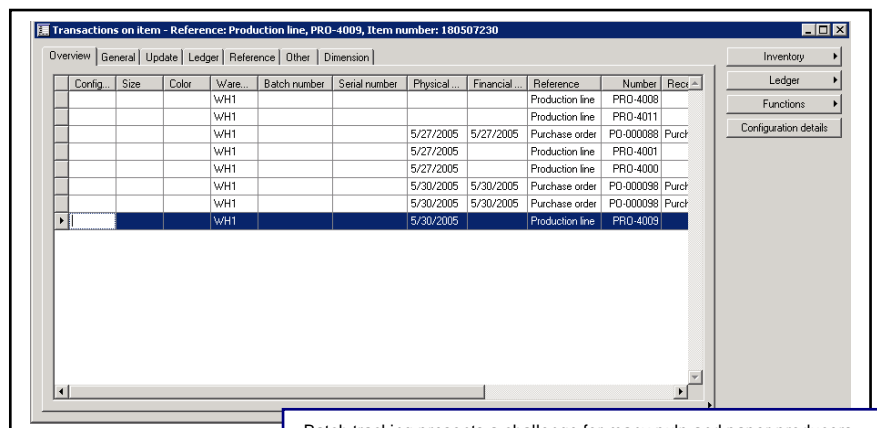 Transactions on item - Reference: Production line, PRO-4009, Item number: 180507230
Overview General Update Ledger Reference Other Dimension
Inventory
Ledger
Functions
Configuration details
Config... Size Color Ware... Batch number Serial number Physical ... Financial ... Reference Number Rece
WH1 Production line PRO-4008
WH1 Production line PRO-4011
WH1 5/27/2005 5/27/2005 Purchase order PO-000088 Purch
WH1 5/27/2005 Production line PRO-4001
WH1 5/27/2005 Production line PRO-4000
WH1 5/30/2005 5/30/2005 Purchase order PO-000098 Purch
WH1 5/30/2005 5/30/2005 Purchase order PO-000098 Purch
WH1 5/30/2005 Production line PRO-4009